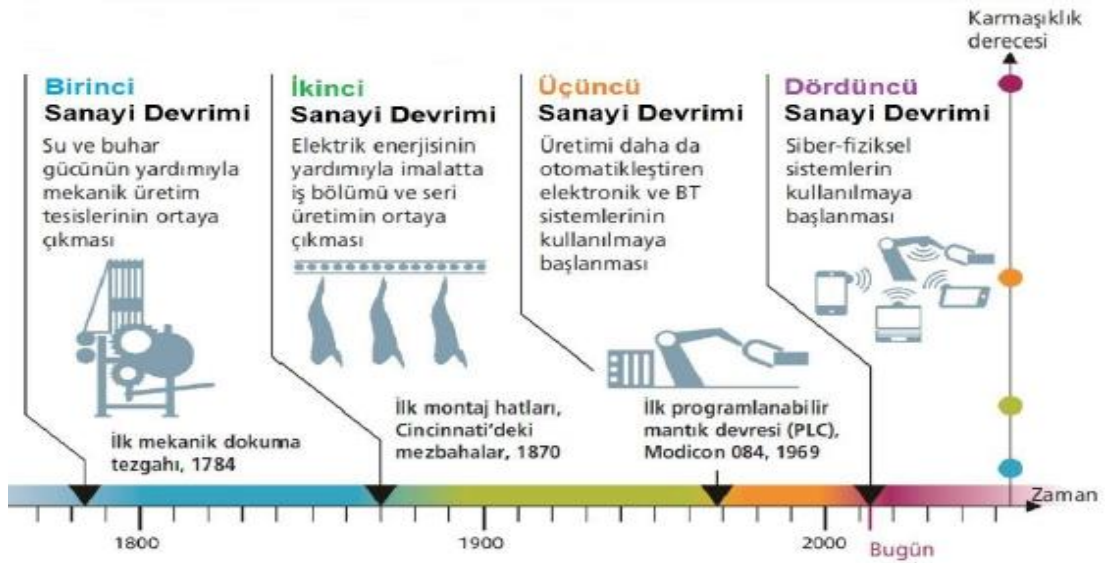 Karmaşıklık
derecesi
Birinci
Sanayi Devrimi
Su ve buhar
gücünün yardımıyla
mekanik üretim
tesislerinin ortaya
çıkması
İkinci
Sanayi Devrimi
Elektrik enerjisinin
yardımıyla imalatta
iş bölümü ve seri
üretimin ortaya
çıkması
Üçüncü
Sanayi Devrimi
Üretimi daha da
otomatikleştiren
elektronik ve BT
sistemlerinin
kullanılmaya
başlanması
Dördüncü
Sanayi Devrimi
Siber-fiziksel
sistemlerin
kullanılmaya
başlanması
İlk mekanik dokuma
tezgahı, 1784
İlk montaj hatları,
Cincinnati'deki
mezbahalar, 1870
İlk programlanabilir
mantık devresi (PLC),
Modicon 084, 1969
Zaman
1800
1900
2000
Bugün